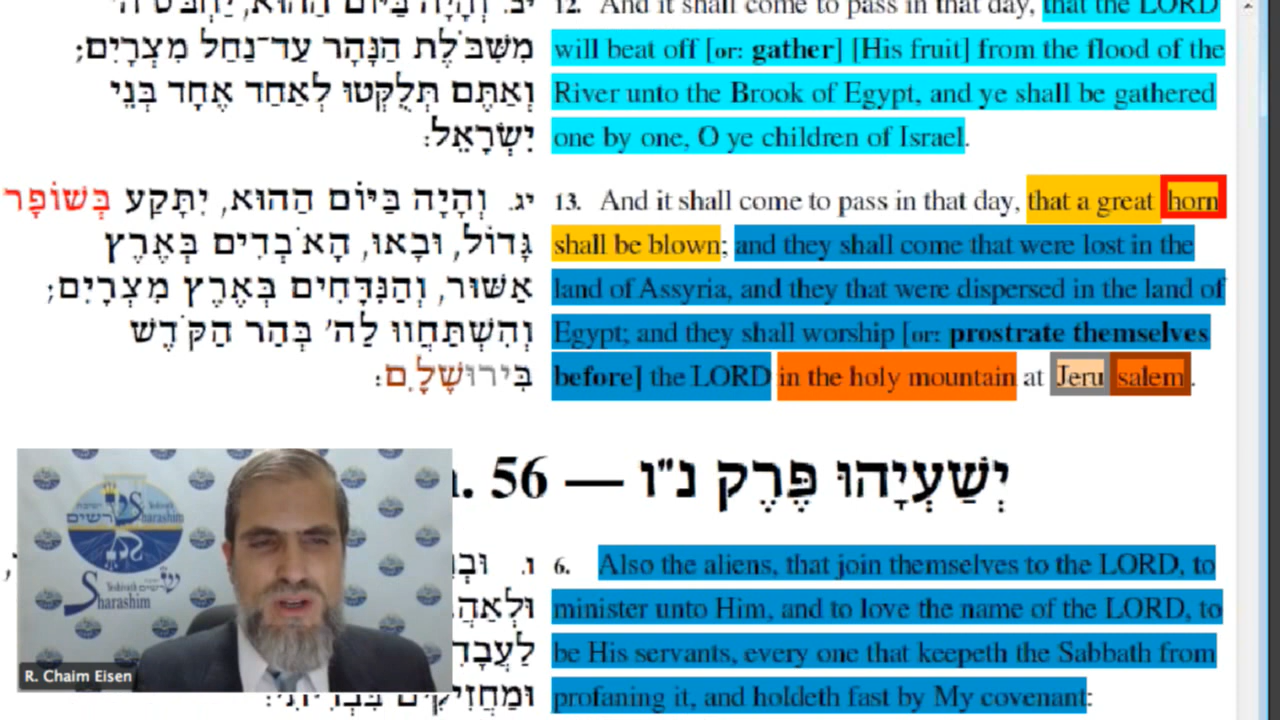 12. And it shall come to pass in that day, that the LORD
will beat off [or: gather] [His fruit] from the flood of the
River unto the Brook of Egypt, and ye shall be gathered
one by one, O ye children of Israel.
יב. וְהָיָה בַּיּוֹם הַהוּא, יַחְבֹּט ה'
מִשִּׁבֹּלֶת הַנָּהָר עַד־נַחַל מִצְרָיִם;
וְאַתֶּם תְּלֻקְּטוּ לְאַחַד אֶחָד בְּנֵי
יִשְׂרָאֵל:
13. And it shall come to pass in that day, that a great horn
shall be blown; and they shall come that were lost in the
land of Assyria, and they that were dispersed in the land of
Egypt; and they shall worship [or: prostrate themselves
before] the LORD in the holy mountain at Jerusalem.
יג. וְהָיָה בַּיּוֹם הַהוּא, יִתָּקַע בְּשׁוֹפָר
גָּדוֹל, וּבָאוּ, הָאֹבְדִים בְּאֶרֶץ
אַשּׁוּר, וְהַנִּדָּחִים בְּאֶרֶץ מִצְרָיִם;
וְהִשְׁתַּחֲווּ לַה' בְּהַר הַקֹּדֶשׁ
בִּירוּשָׁלָ‍ִם:
56 — יְשַׁעְיָהוּ פֶּרֶק נ"ו
6. Also the aliens, that join themselves to the LORD, to
minister unto Him, and to love the name of the LORD, to
be His servants, every one that keepeth the Sabbath from
profaning it, and holdeth fast by My covenant:
ו.
וּמַחֲזִיקִים בִּבְרִיתִי:
ישיבת
שרשים
Sharashim
Yeshivath שרשים
Sharashim
R. Chaim Eisen